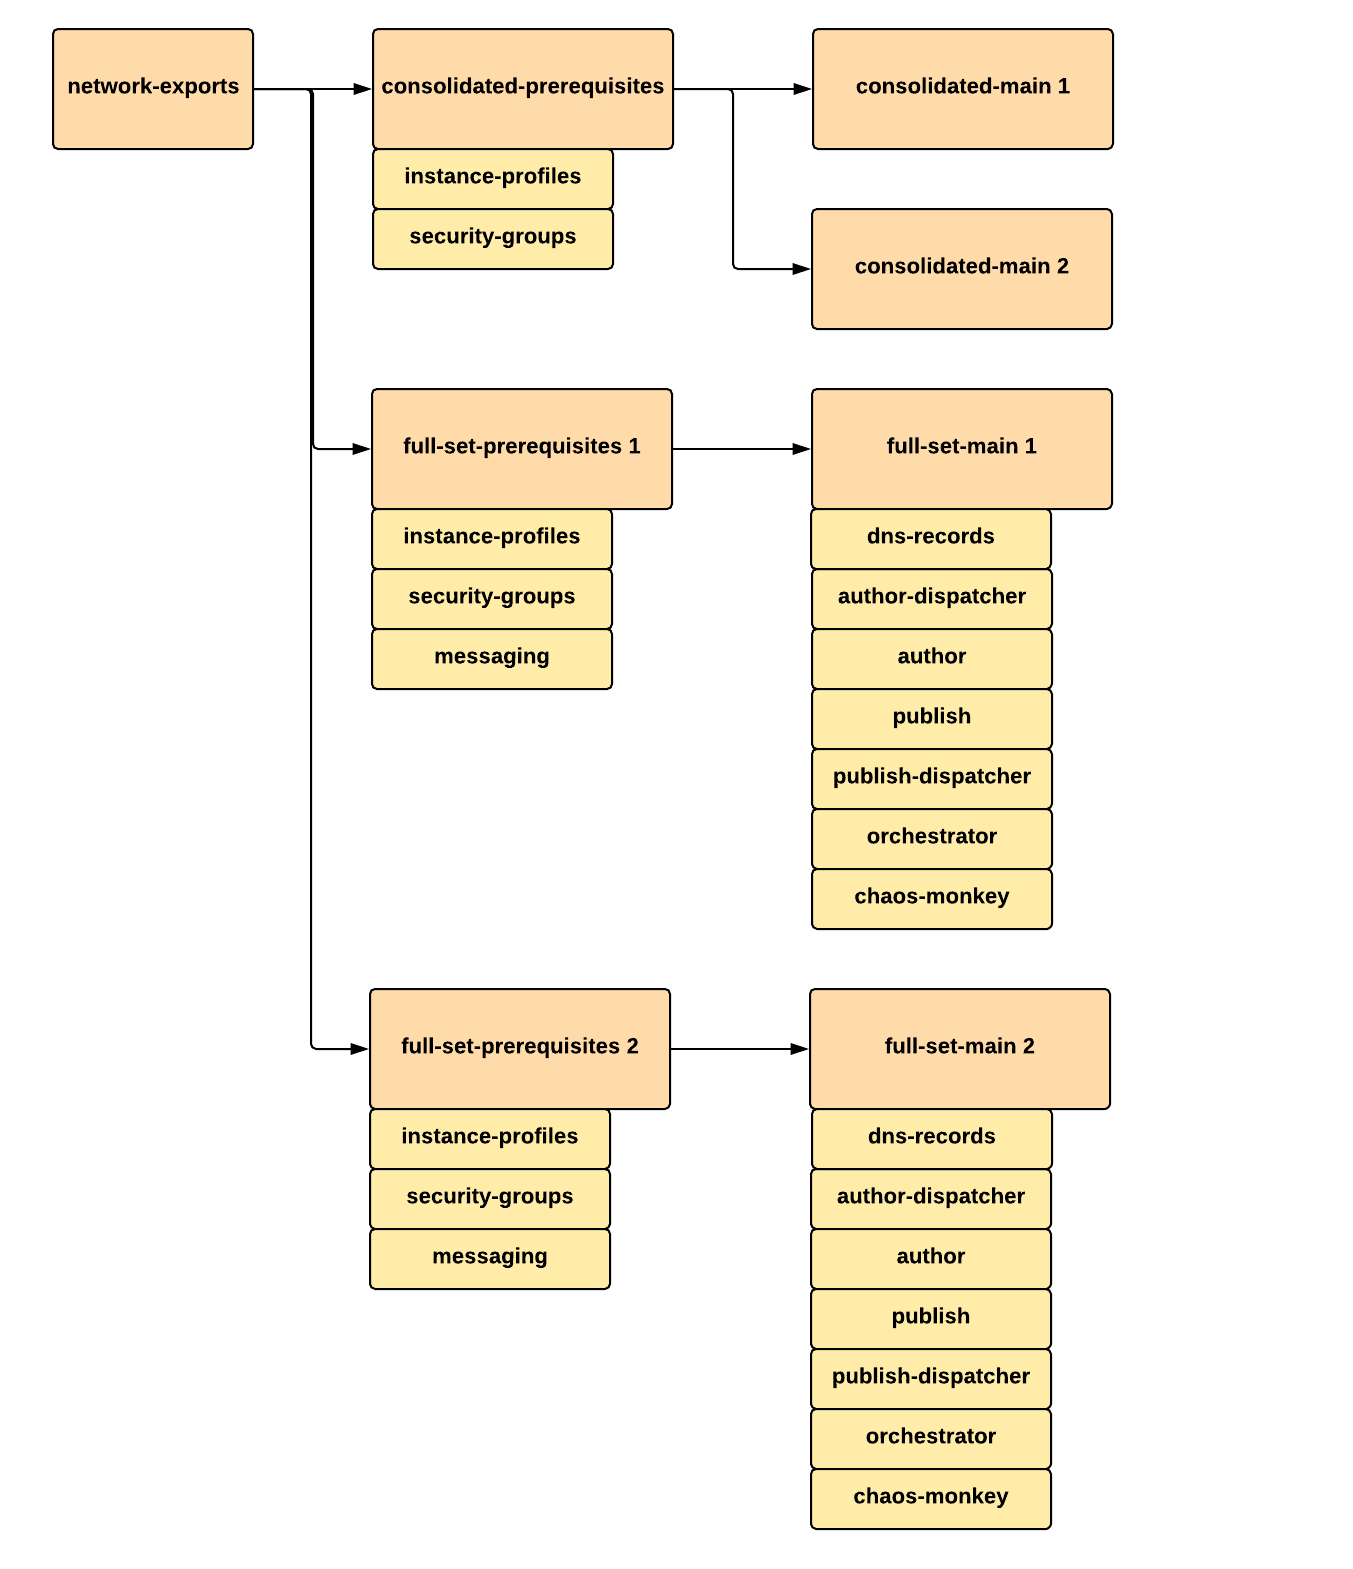 network-exports
consolidated-prerequisites
instance-profiles
security-groups
consolidated-main 1
consolidated-main 2
full-set-prerequisites 1
instance-profiles
security-groups
messaging
full-set-main 1
dns-records
author-dispatcher
author
publish
publish-dispatcher
orchestrator
chaos-monkey
full-set-prerequisites 2
instance-profiles
security-groups
messaging
full-set-main 2
dns-records
author-dispatcher
author
publish
publish-dispatcher
orchestrator
chaos-monkey